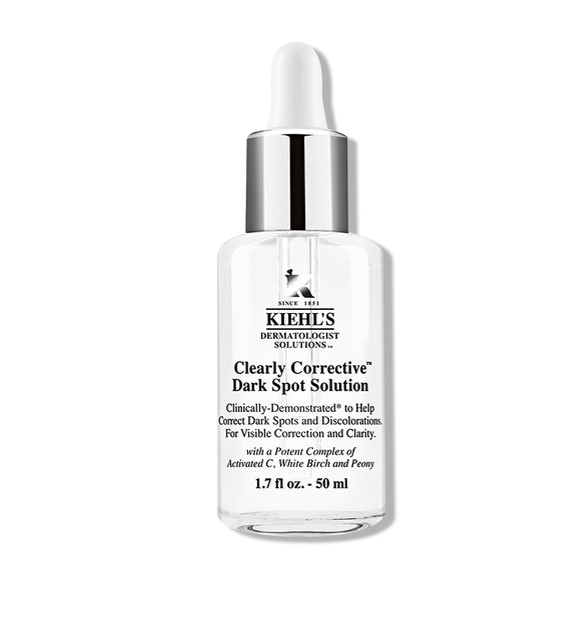 K
SINCE 1851
KIEHL'S
DERMATOLOGIST
SOLUTIONS™
Clearly Corrective™
Dark Spot Solution
Clinically-Demonstrated* to Help
Correct Dark Spots and Discolorations.
For Visible Correction and Clarity.
with a Potent Complex of
Activated C, White Birch and Peony
1.7 fl oz. - 50 ml